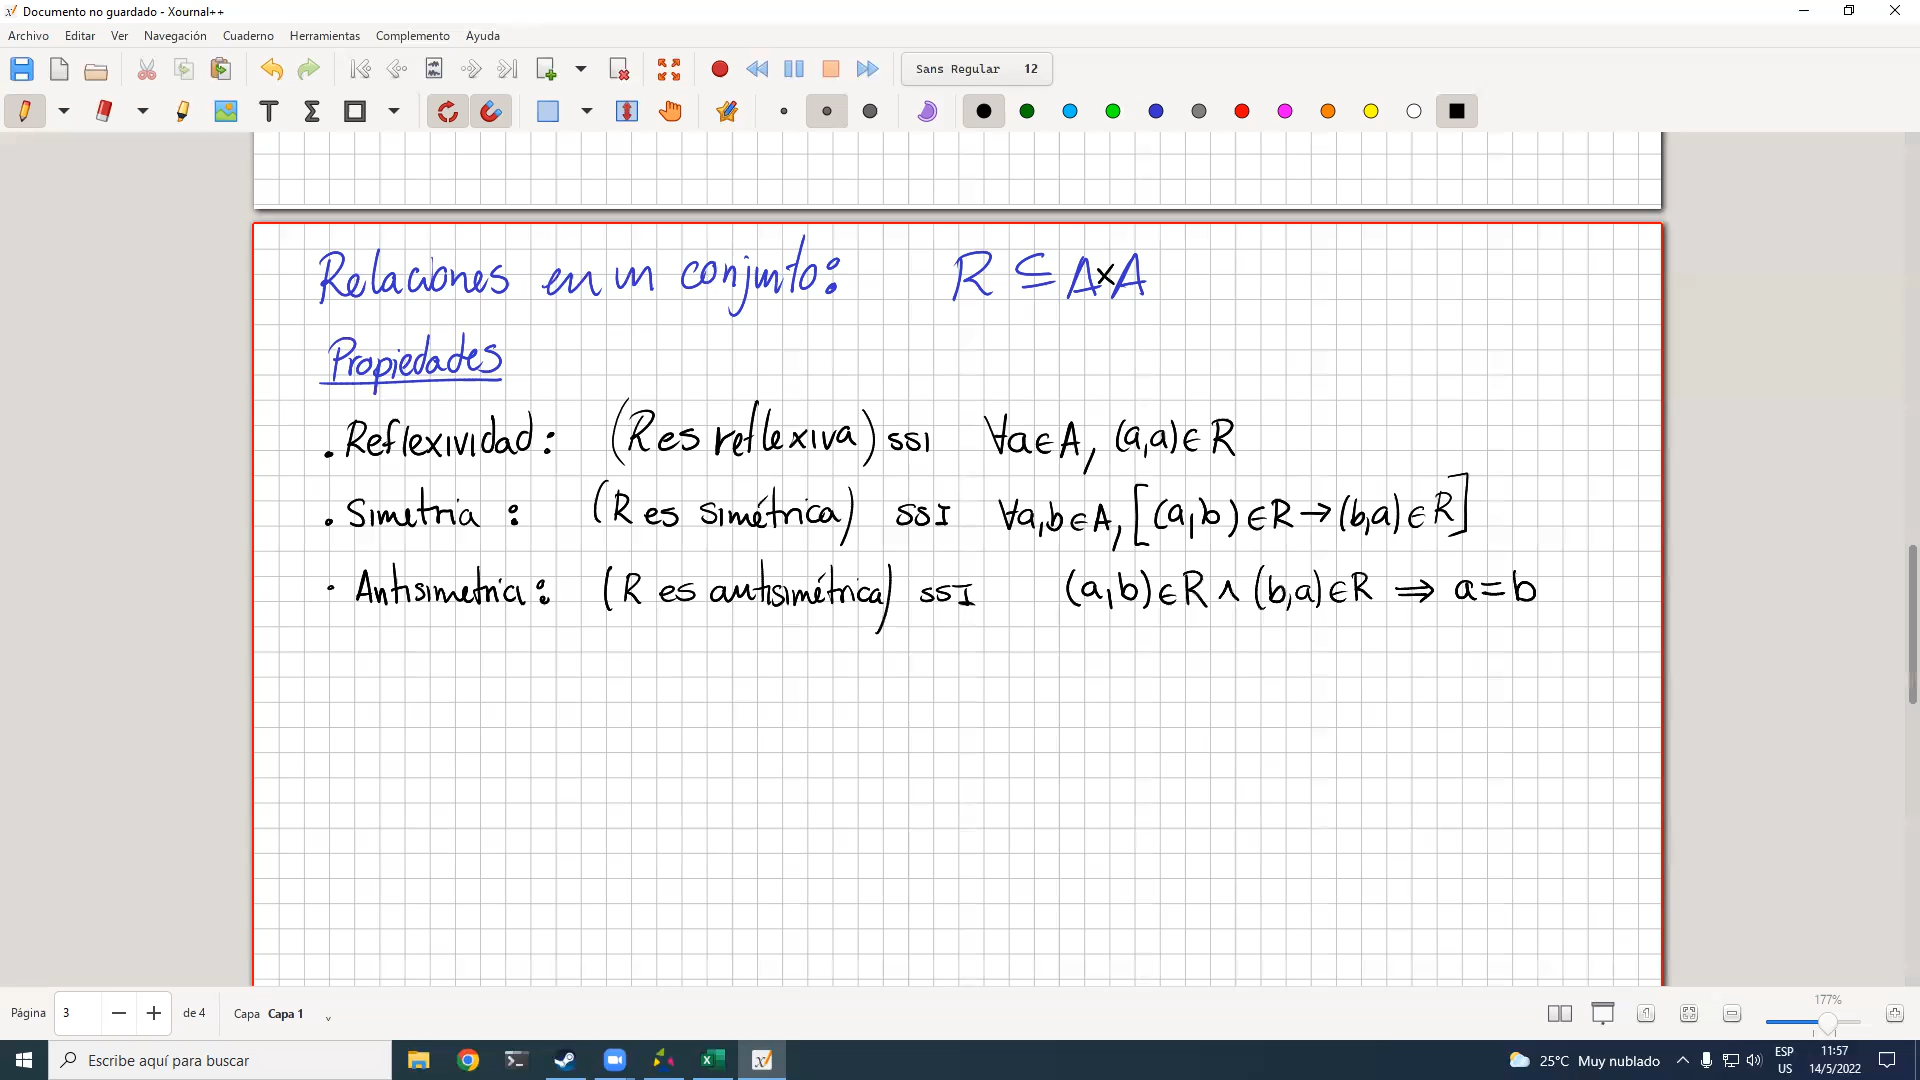 Documento no guardado - Xournal++
Archivo Editar Ver Navegación Cuaderno Herramientas Complemento Ayuda
Sans Regular 12
Relaciones en un conjunto: R ⊆ A×A
Propiedades
. Reflexividad: (R es reflexiva) ssi ∀a∈A, (a,a)∈R
. Simetria: (R es simétrica) ssi ∀a,b∈A, [(a,b)∈R→(b,a)∈R]
· Antisimetria: (R es antisimétrica) ssi (a,b)∈R ∧ (b,a)∈R ⇒ a=b
Página 3 de 4 Capa Capa 1 177%
Escribe aquí para buscar 25°C Muy nublado ESP US 11:57 14/5/2022